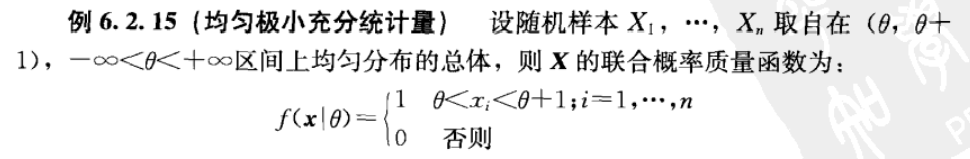 例 6.2.15（均匀极小充分统计量） 设随机样本 X₁，…，Xₙ 取自在（θ，θ＋
1），－∞<θ<＋∞区间上均匀分布的总体，则 X 的联合概率质量函数为：
f(x|θ)={1 θ<xᵢ<θ+1;i=1,…,n
0 否则